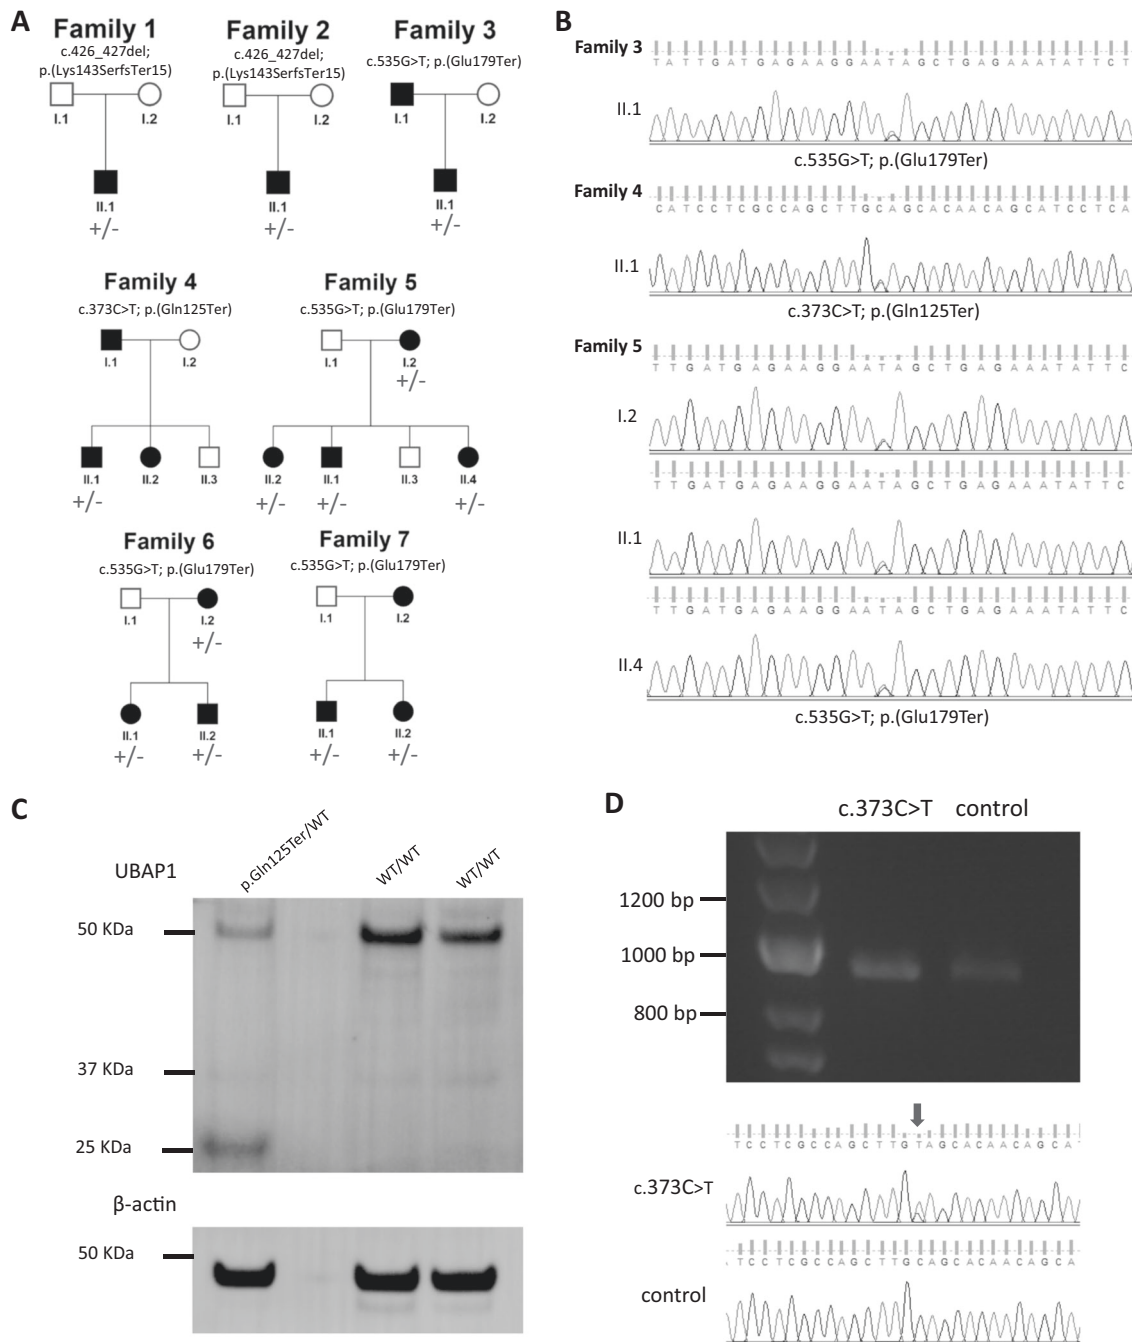 A
Family 1
c.426_427del;
p.(Lys143SerfsTer15)
I.1
I.2
II.1
+/-
Family 2
c.426_427del;
p.(Lys143SerfsTer15)
I.1
I.2
II.1
+/-
Family 3
c.535G>T; p.(Glu179Ter)
I.1
I.2
II.1
+/-
Family 4
c.373C>T; p.(Gln125Ter)
I.1
I.2
II.1
II.2
II.3
+/-
Family 5
c.535G>T; p.(Glu179Ter)
I.1
I.2
+/-
II.2
II.1
II.3
II.4
+/-
+/-
+/-
Family 6
c.535G>T; p.(Glu179Ter)
I.1
I.2
+/-
II.1
II.2
+/-
+/-
Family 7
c.535G>T; p.(Glu179Ter)
I.1
I.2
II.1
II.2
+/-
+/-
B
Family 3
T A T T G A T G A G A A G G A A T A G C T G A G A A A T A T T C T
II.1
c.535G>T; p.(Glu179Ter)
Family 4
C A T C C T C G C C A G C T T G C A G C A C A A C A G C A T C C T C A
II.1
c.373C>T; p.(Gln125Ter)
Family 5
T T G A T G A G A A G G A A T A G C T G A G A A A T A T T C
I.2
T T G A T G A G A A G G A A T A G C T G A G A A A T A T T C
II.1
T T G A T G A G A A G G A A T A G C T G A G A A A T A T T C
II.4
c.535G>T; p.(Glu179Ter)
C
UBAP1
p.Gln125Ter/WT
WT/WT
WT/WT
50 KDa
37 KDa
25 KDa
β-actin
50 KDa
D
c.373C>T
control
1200 bp
1000 bp
800 bp
T C C T C G C C A G C T T G T A G C A C A A C A G C A T
c.373C>T
T C C T C G C C A G C T T G C A G C A C A A C A G C A
control